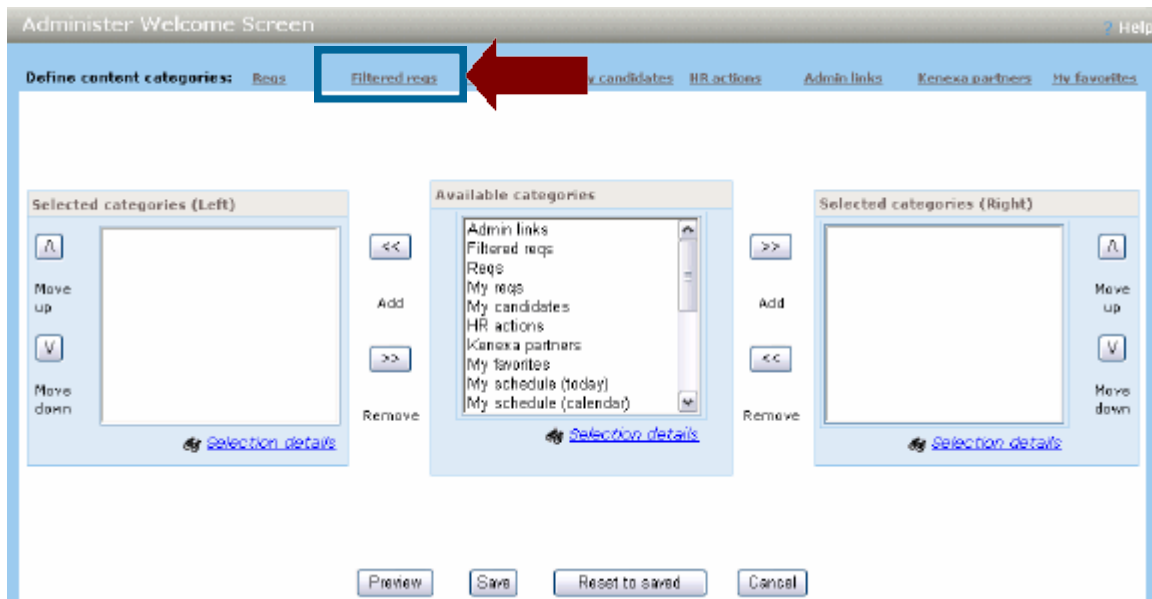 Administer Welcome Screen
? Help
Define content categories: Reqs Filtered reqs y candidates HR actions Admin links Kenexa partners My favorites
Selected categories (Left)
Available categories
Selected categories (Right)
Admin links
Filtered reqs
Reqs
My reqs
My candidates
HR actions
Kenexa partners
My favorites
My schedule (today)
My schedule (calendar)
Λ
Move
up
V
Move
down
<<
Add
>>
Remove
>>
Add
<<
Remove
Λ
Move
up
V
Move
down
Selection details
Selection details
Selection details
Preview Save Reset to saved Cancel